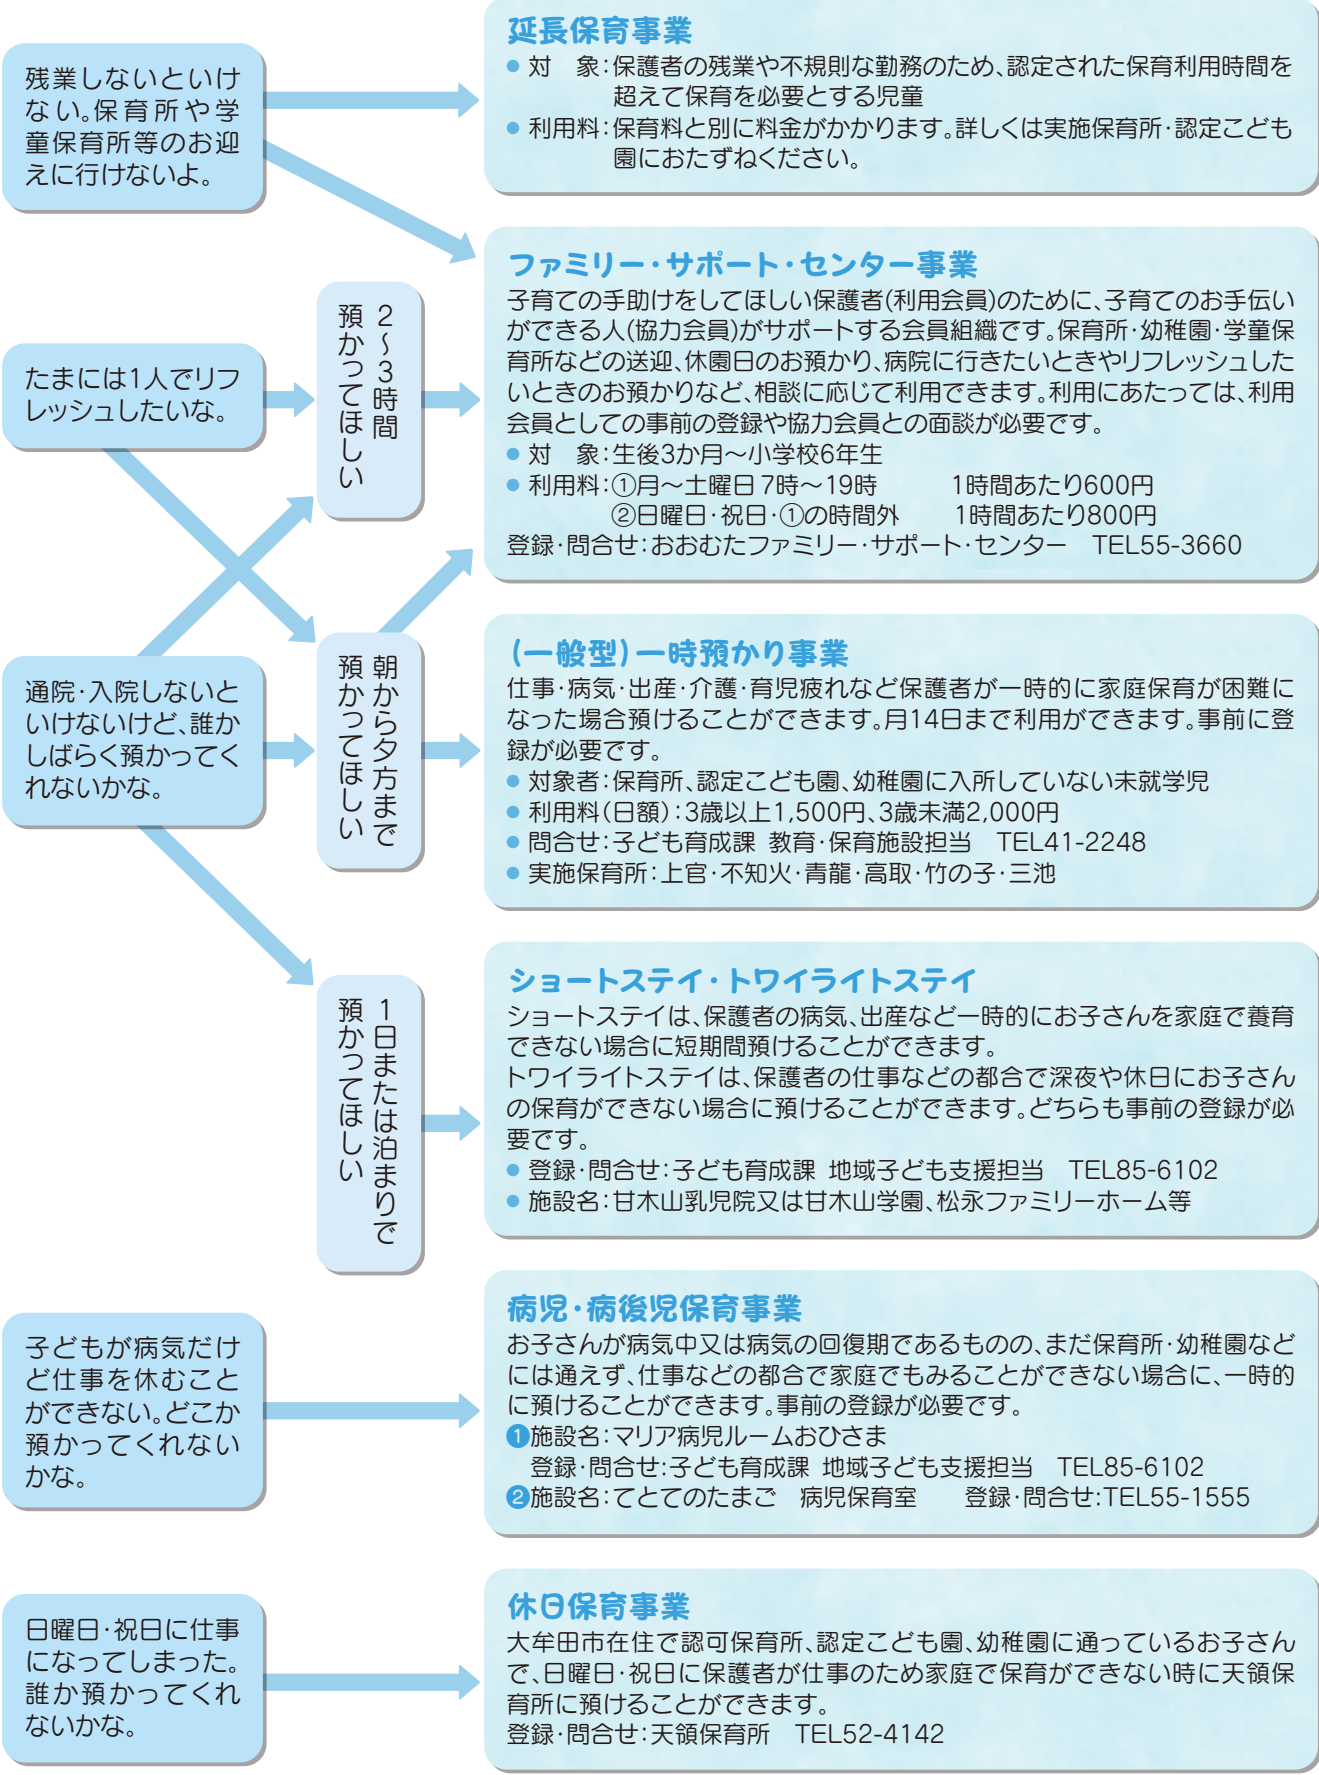 残業しないといけ
ない。保育所や学
童保育所等のお迎
えに行けないよ。
延長保育事業
● 対　象：保護者の残業や不規則な勤務のため、認定された保育利用時間を
超えて保育を必要とする児童
● 利用料：保育料と別に料金がかかります。詳しくは実施保育所・認定こども
園におたずねください。
たまには1人でリフ
レッシュしたいな。
2～3時間
預かってほしい
ファミリー・サポート・センター事業
子育ての手助けをしてほしい保護者(利用会員)のために、子育てのお手伝い
ができる人(協力会員)がサポートする会員組織です。保育所・幼稚園・学童保
育所などの送迎、休園日のお預かり、病院に行きたいときやリフレッシュした
いときのお預かりなど、相談に応じて利用できます。利用にあたっては、利用
会員としての事前の登録や協力会員との面談が必要です。
● 対　象：生後3か月～小学校6年生
● 利用料：①月～土曜日7時～19時　1時間あたり600円
②日曜日・祝日・①の時間外　1時間あたり800円
登録・問合せ：おおむたファミリー・サポート・センター　TEL55-3660
通院・入院しないと
いけないけど、誰か
しばらく預かってく
れないかな。
朝から夕方まで
預かってほしい
(一般型)一時預かり事業
仕事・病気・出産・介護・育児疲れなど保護者が一時的に家庭保育が困難に
なった場合預けることができます。月14日まで利用ができます。事前に登
録が必要です。
● 対象者：保育所、認定こども園、幼稚園に入所していない未就学児
● 利用料(日額)：3歳以上1,500円、3歳未満2,000円
● 問合せ：子ども育成課 教育・保育施設担当　TEL41-2248
● 実施保育所：上官・不知火・青龍・高取・竹の子・三池
1日または泊まりで
預かってほしい
ショートステイ・トワイライトステイ
ショートステイは、保護者の病気、出産など一時的にお子さんを家庭で養育
できない場合に短期間預けることができます。
トワイライトステイは、保護者の仕事などの都合で深夜や休日にお子さん
の保育ができない場合に預けることができます。どちらも事前の登録が必
要です。
● 登録・問合せ：子ども育成課 地域子ども支援担当　TEL85-6102
● 施設名：甘木山乳児院又は甘木山学園、松永ファミリーホーム等
子どもが病気だけ
ど仕事を休むこと
ができない。どこか
預かってくれない
かな。
病児・病後児保育事業
お子さんが病気中又は病気の回復期であるものの、まだ保育所・幼稚園など
には通えず、仕事などの都合で家庭でもみることができない場合に、一時的
に預けることができます。事前の登録が必要です。
❶施設名：マリア病児ルームおひさま
登録・問合せ：子ども育成課 地域子ども支援担当　TEL85-6102
❷施設名：てとてのたまご　病児保育室　登録・問合せ：TEL55-1555
日曜日・祝日に仕事
になってしまった。
誰か預かってくれ
ないかな。
休日保育事業
大牟田市在住で認可保育所、認定こども園、幼稚園に通っているお子さん
で、日曜日・祝日に保護者が仕事のため家庭で保育ができない時に天領保
育所に預けることができます。
登録・問合せ：天領保育所　TEL52-4142